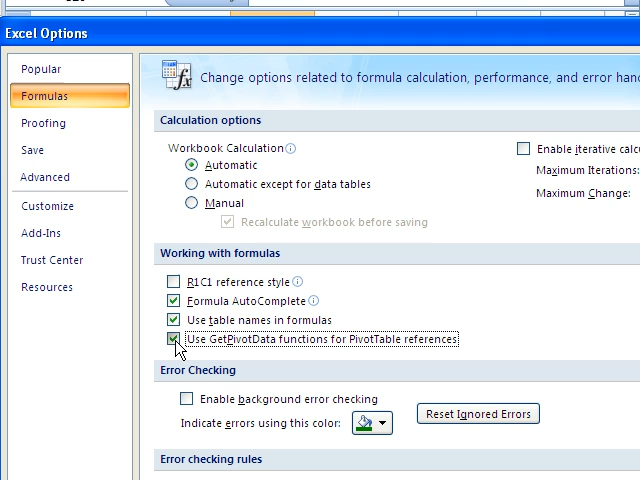 Excel Options
Popular
Formulas
Proofing
Save
Advanced
Customize
Add-Ins
Trust Center
Resources
Change options related to formula calculation, performance, and error hand
Calculation options
Workbook Calculation
Automatic
Automatic except for data tables
Manual
Recalculate workbook before saving
Enable iterative calcu
Maximum Iterations:
Maximum Change:
Working with formulas
R1C1 reference style
Formula AutoComplete
Use table names in formulas
Use GetPivotData functions for PivotTable references
Error Checking
Enable background error checking
Indicate errors using this color:
Reset Ignored Errors
Error checking rules